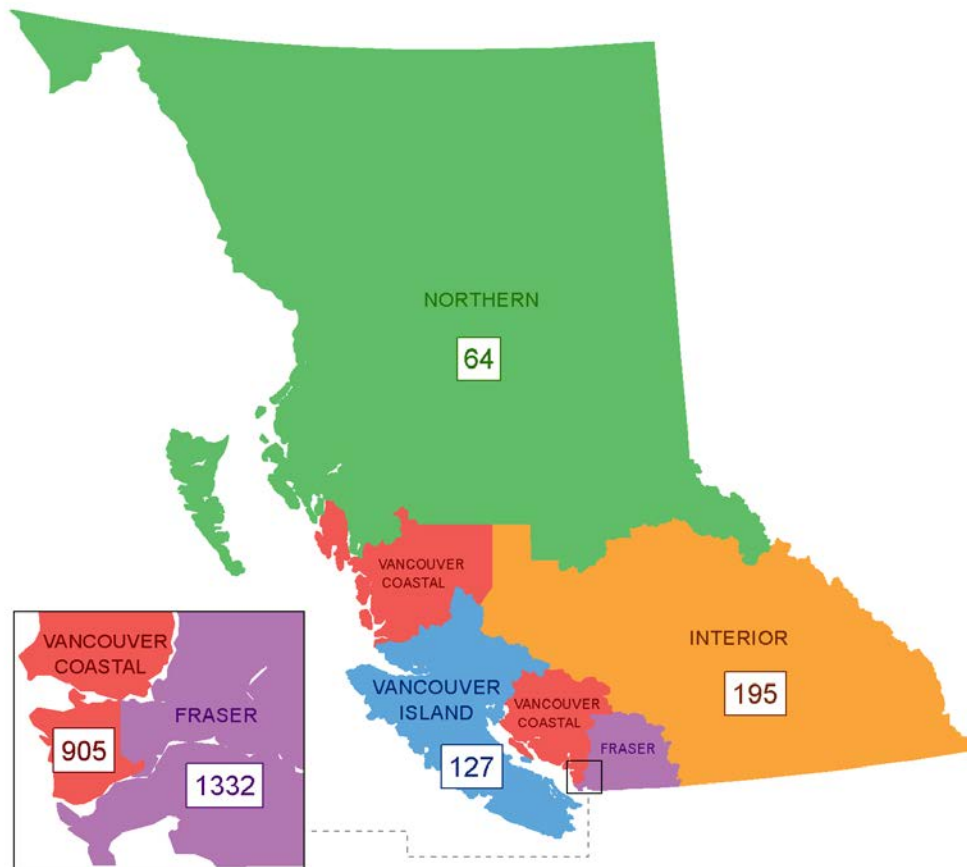 NORTHERN
64
VANCOUVER
COASTAL
INTERIOR
195
VANCOUVER
ISLAND
127
VANCOUVER
COASTAL
FRASER
VANCOUVER
COASTAL
905
FRASER
1332